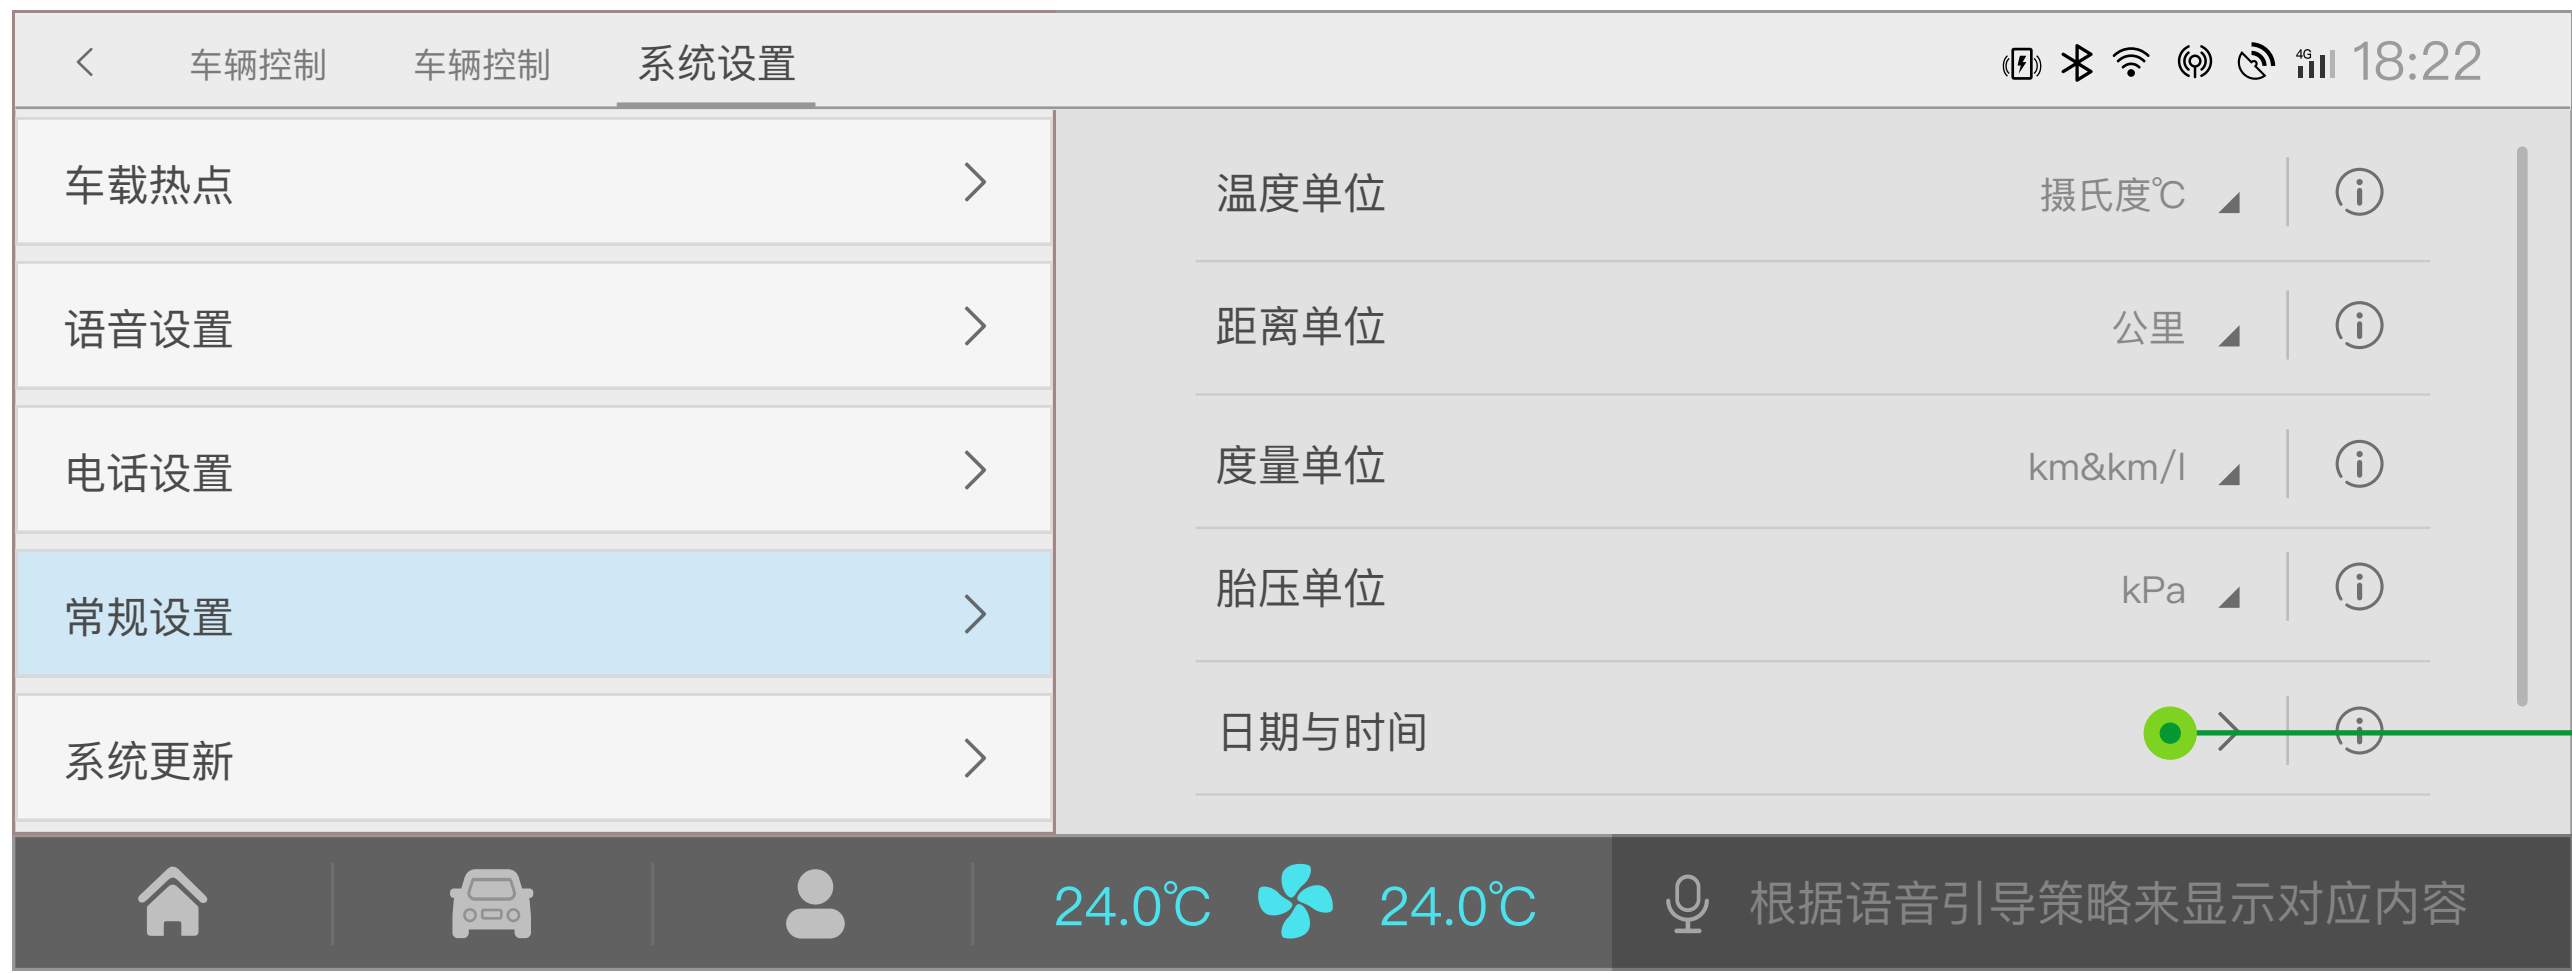 车辆控制 车辆控制 系统设置 4G 18:22
车载热点
语音设置
电话设置
常规设置
系统更新
温度单位 摄氏度℃
距离单位 公里
度量单位 km&km/l
胎压单位 kPa
日期与时间
24.0℃ 24.0℃ 根据语音引导策略来显示对应内容